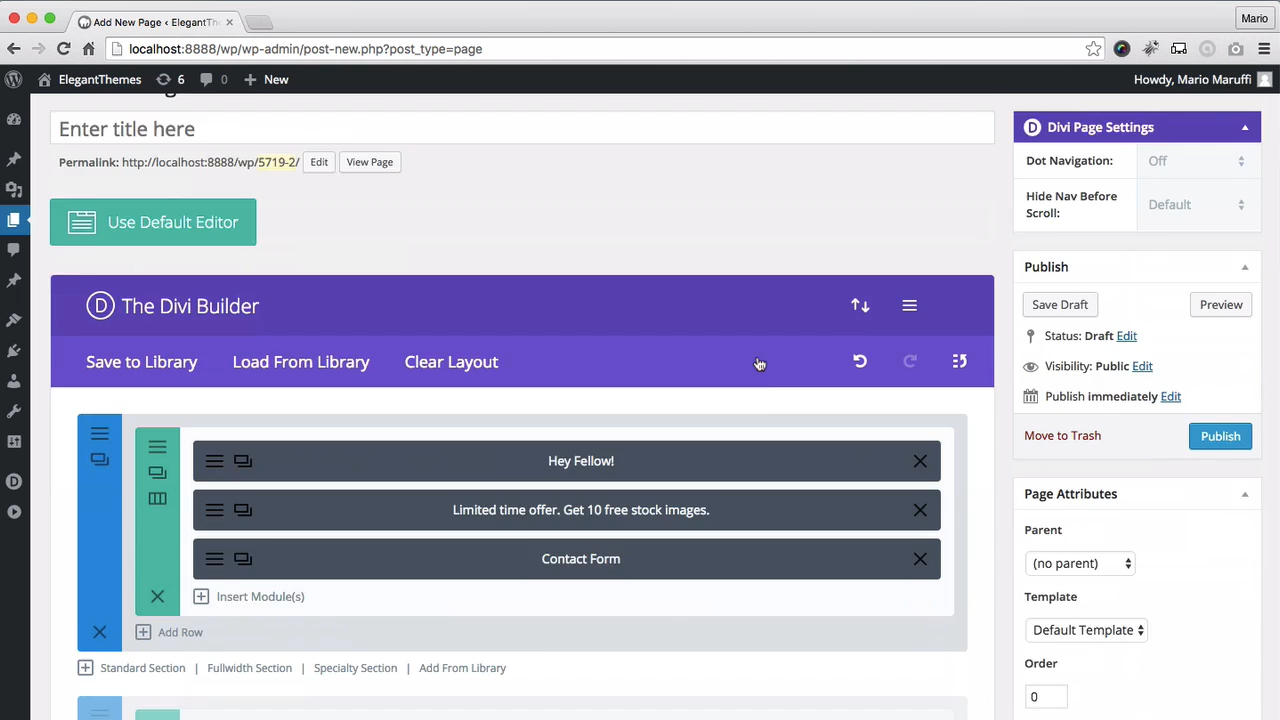 Add New Page ‹ ElegantTh
Mario
localhost:8888/wp/wp-admin/post-new.php?post_type=page
ElegantThemes
6
0
New
Howdy, Mario Maruffi
Enter title here
Permalink: http://localhost:8888/wp/5719-2/
Edit
View Page
Use Default Editor
D The Divi Builder
Save to Library
Load From Library
Clear Layout
Hey Fellow!
Limited time offer. Get 10 free stock images.
Contact Form
Insert Module(s)
Add Row
Standard Section | Fullwidth Section | Specialty Section | Add From Library
D Divi Page Settings
Dot Navigation:
Off
Hide Nav Before
Scroll:
Default
Publish
Save Draft
Preview
Status: Draft Edit
Visibility: Public Edit
Publish immediately Edit
Move to Trash
Publish
Page Attributes
Parent
(no parent)
Template
Default Template
Order
0